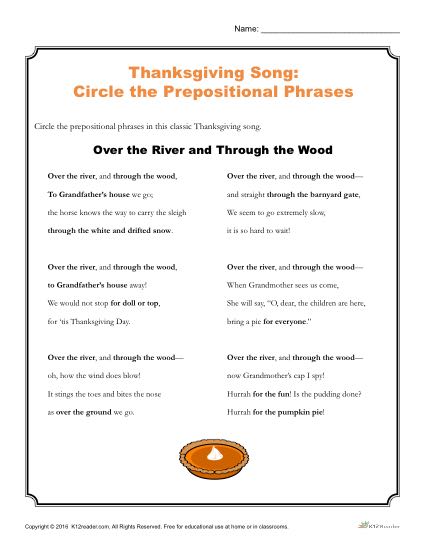 Name: ________________________________
Thanksgiving Song:
Circle the Prepositional Phrases
Circle the prepositional phrases in this classic Thanksgiving song.
Over the River and Through the Wood
Over the river, and through the wood,
To Grandfather's house we go;
the horse knows the way to carry the sleigh
through the white and drifted snow.
Over the river, and through the wood,
to Grandfather's house away!
We would not stop for doll or top,
for 'tis Thanksgiving Day.
Over the river, and through the wood—
oh, how the wind does blow!
It stings the toes and bites the nose
as over the ground we go.
Over the river, and through the wood—
and straight through the barnyard gate,
We seem to go extremely slow,
it is so hard to wait!
Over the river, and through the wood—
When Grandmother sees us come,
She will say, "O, dear, the children are here,
bring a pie for everyone."
Over the river, and through the wood—
now Grandmother's cap I spy!
Hurrah for the fun! Is the pudding done?
Hurrah for the pumpkin pie!
Copyright © 2016 K12reader.com. All Rights Reserved. Free for educational use at home or in classrooms.
K12Reader